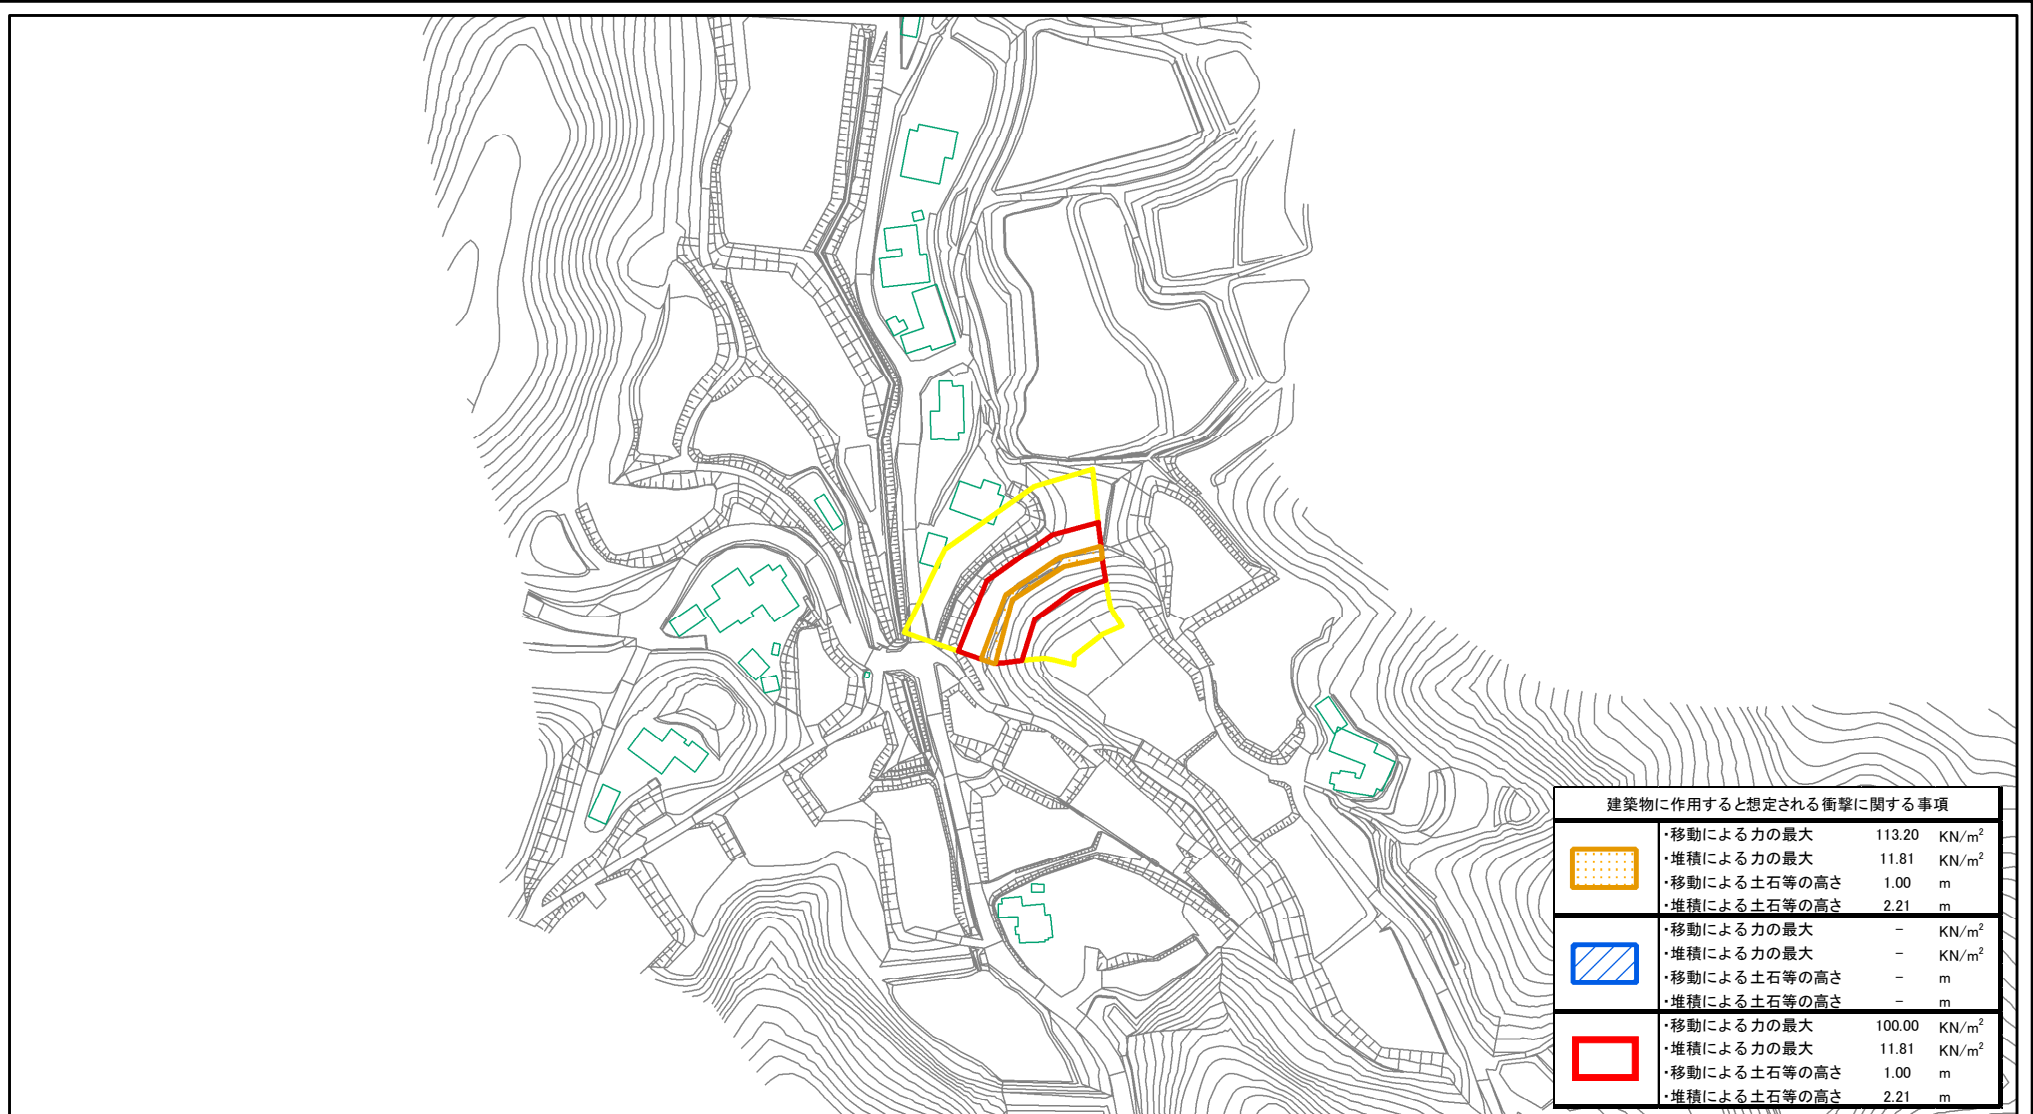 建築物に作用すると想定される衝撃に関する事項
・移動による力の最大 113.20 KN/m²
・堆積による力の最大 11.81 KN/m²
・移動による土石等の高さ 1.00 m
・堆積による土石等の高さ 2.21 m
・移動による力の最大 − KN/m²
・堆積による力の最大 − KN/m²
・移動による土石等の高さ − m
・堆積による土石等の高さ − m
・移動による力の最大 100.00 KN/m²
・堆積による力の最大 11.81 KN/m²
・移動による土石等の高さ 1.00 m
・堆積による土石等の高さ 2.21 m